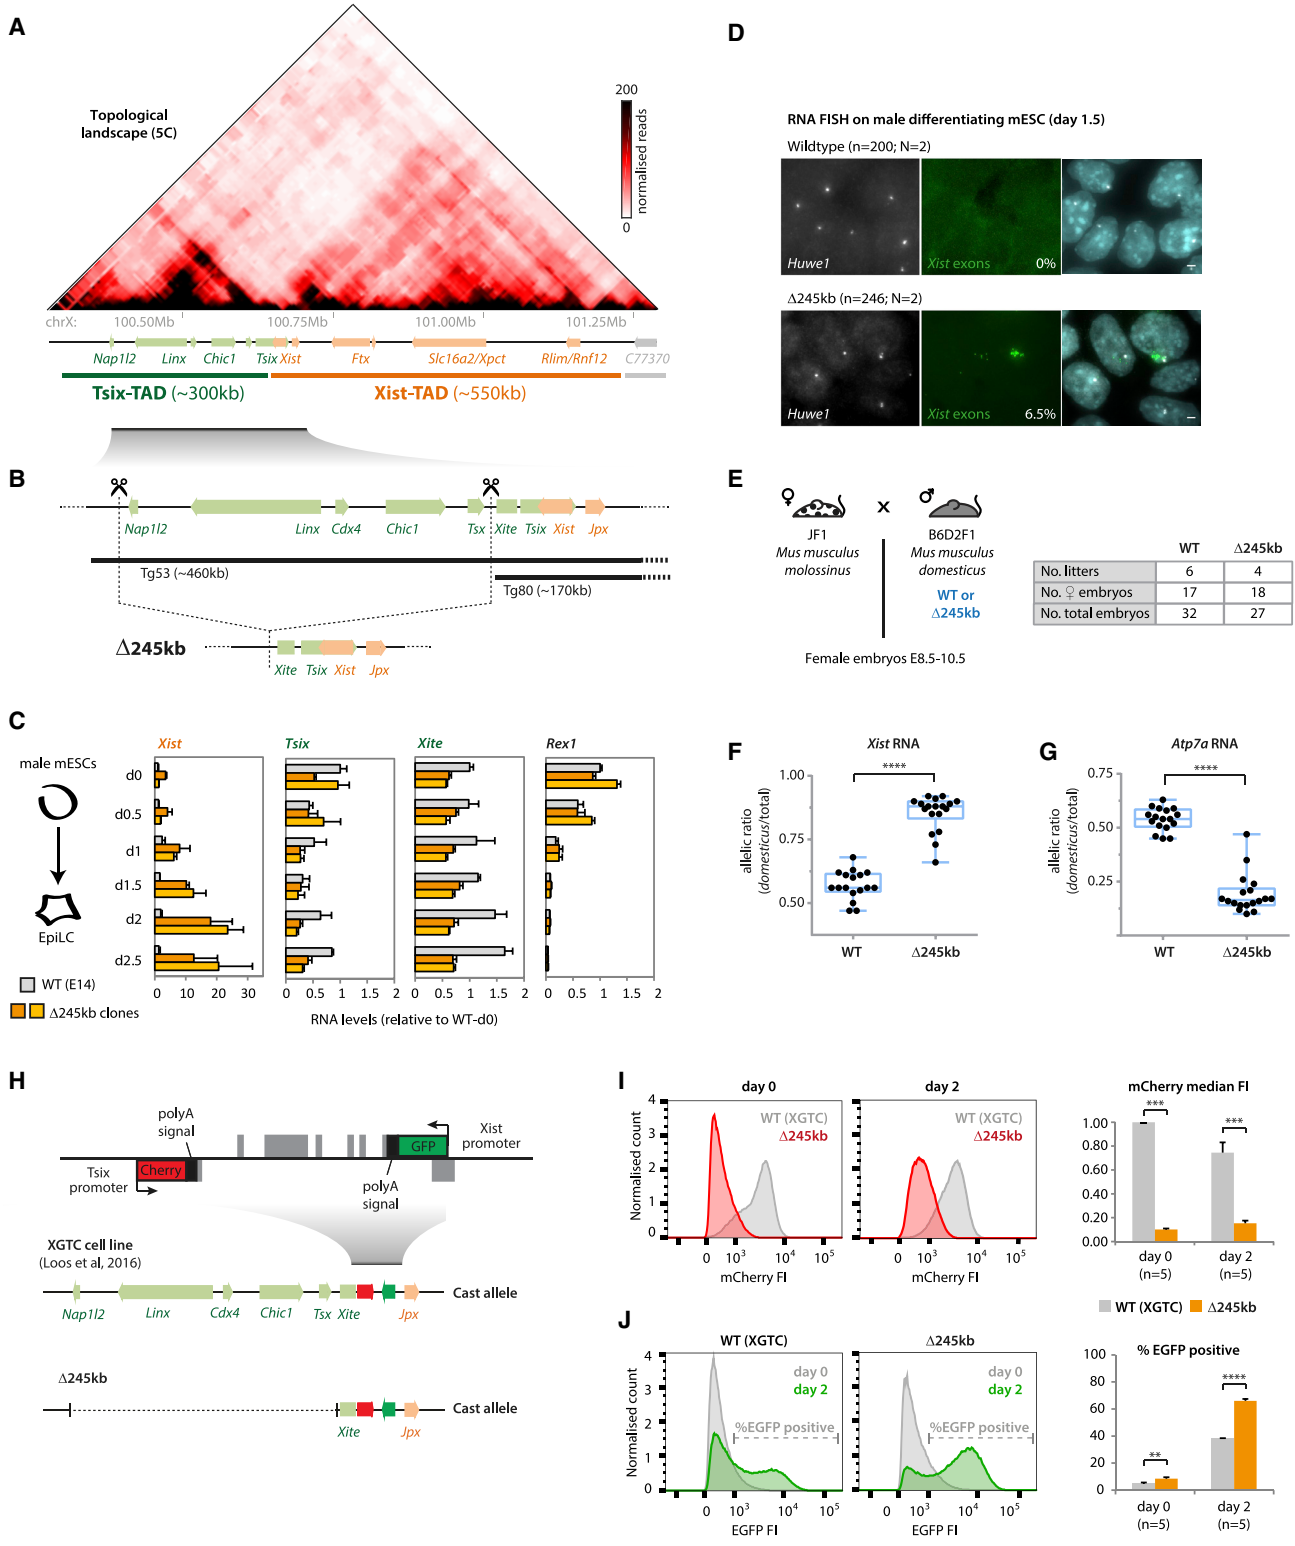 A
Topological
landscape (5C)
200
0
normalised reads
chrX:
100.50Mb
100.75Mb
101.00Mb
101.25Mb
Nap1l2
Linx
Chic1
Tsix
Xist
Ftx
Slc16a2/Xpct
Rlim/Rnf12
C77370
Tsix-TAD (~300kb)
Xist-TAD (~550kb)
B
Nap1l2
Linx
Cdx4
Chic1
Tsx
Xite
Tsix
Xist
Jpx
Tg53 (~460kb)
Tg80 (~170kb)
Δ245kb
Xite
Tsix
Xist
Jpx
C
male mESCs
EpiLC
WT (E14)
Δ245kb clones
Xist
Tsix
Xite
Rex1
d0
d0.5
d1
d1.5
d2
d2.5
0 10 20 30
0 0.5 1 1.5 2
0 0.5 1 1.5 2
0 0.5 1 1.5 2
RNA levels (relative to WT-d0)
D
RNA FISH on male differentiating mESC (day 1.5)
Wildtype (n=200; N=2)
Huwe1
Xist exons
0%
Δ245kb (n=246; N=2)
Huwe1
Xist exons
6.5%
E
♀ x ♂
JF1
Mus musculus
molossinus
B6D2F1
Mus musculus
domesticus
WT or
Δ245kb
Female embryos E8.5-10.5
WT Δ245kb
No. litters 6 4
No. ♀ embryos 17 18
No. total embryos 32 27
F
Xist RNA
****
1.00
0.75
0.50
allelic ratio
(domesticus/total)
WT
Δ245kb
G
Atp7a RNA
****
0.75
0.50
0.25
allelic ratio
(domesticus/total)
WT
Δ245kb
H
polyA
signal
Xist
promoter
GFP
Cherry
Tsix
promoter
polyA
signal
XGTC cell line
(Loos et al, 2016)
Cast allele
Nap1l2
Linx
Cdx4
Chic1
Tsx
Xite
Jpx
Δ245kb
Cast allele
Xite
Jpx
I
day 0
day 2
Normalised count
4
3
2
1
0
WT (XGTC)
Δ245kb
WT (XGTC)
Δ245kb
0 10³ 10⁴ 10⁵
0 10³ 10⁴ 10⁵
mCherry FI
mCherry FI
mCherry median FI
1.00
0.80
0.60
0.40
0.20
0.00
***
***
day 0
(n=5)
day 2
(n=5)
WT (XGTC)
Δ245kb
J
WT (XGTC)
Δ245kb
Normalised count
4
3
2
1
0
day 0
day 2
%EGFP positive
day 0
day 2
%EGFP positive
0 10³ 10⁴ 10⁵
0 10³ 10⁴ 10⁵
EGFP FI
EGFP FI
% EGFP positive
100
80
60
40
20
0
**
****
day 0
(n=5)
day 2
(n=5)